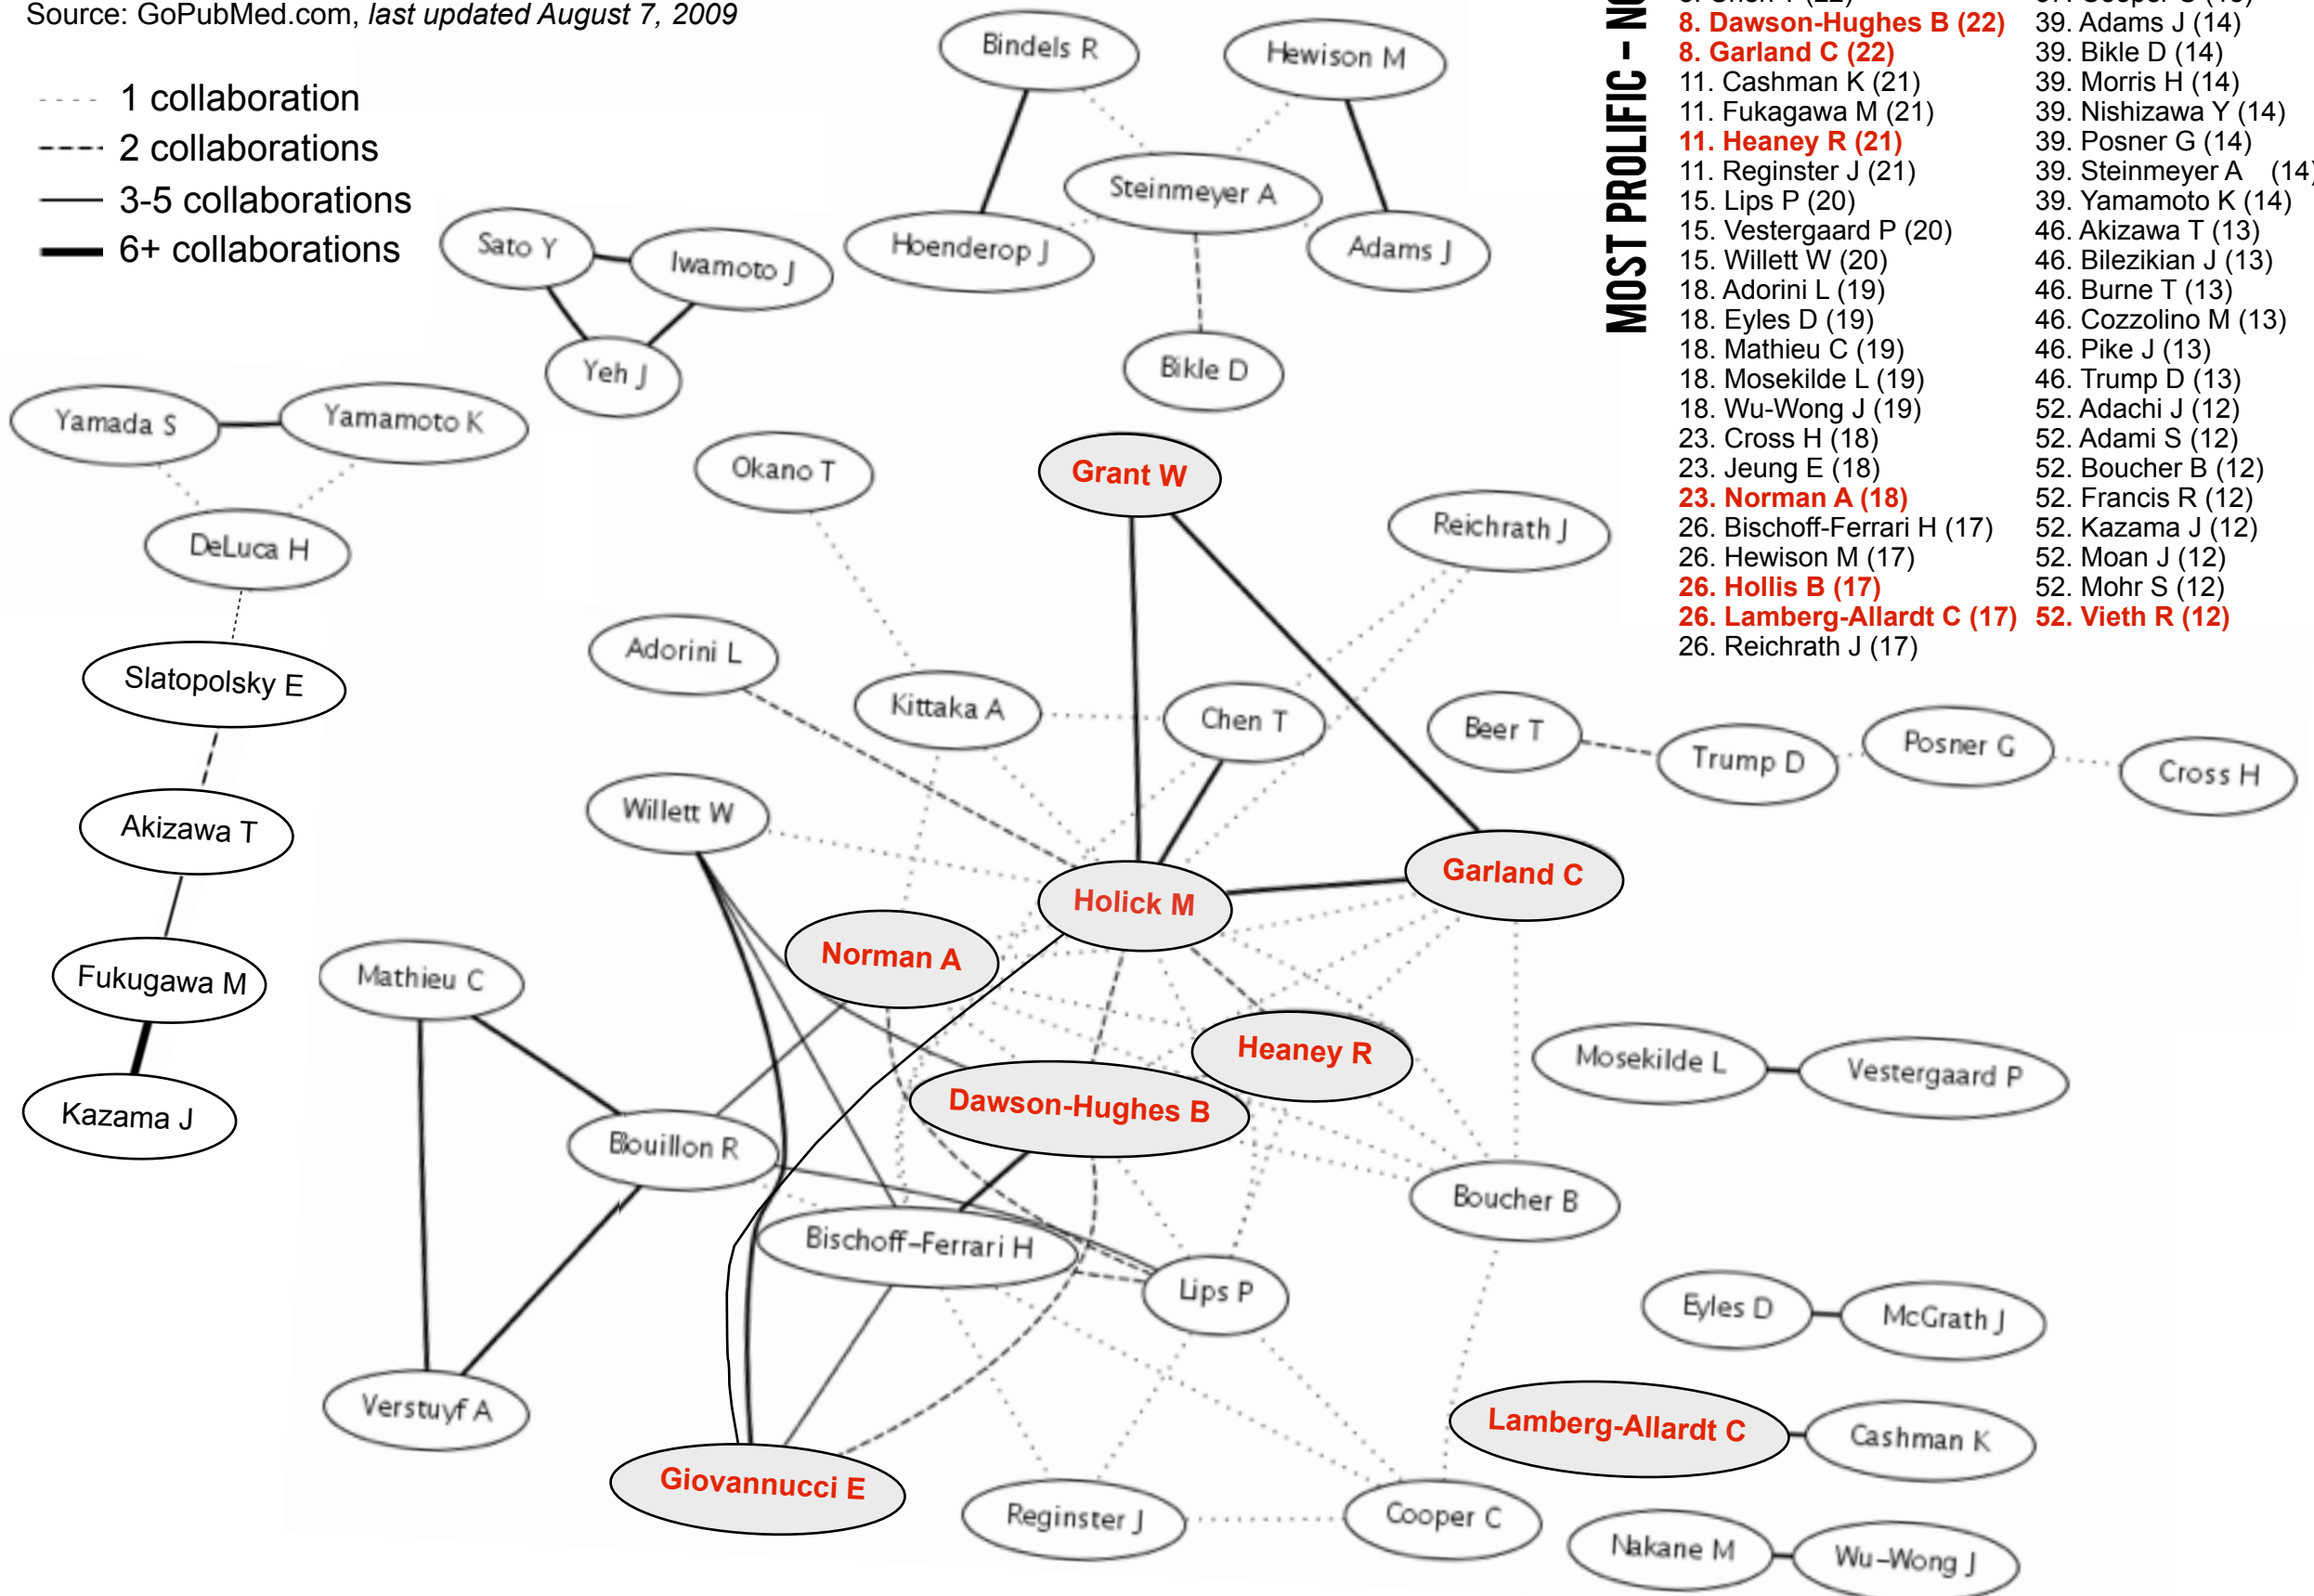 Source: GoPubMed.com, last updated August 7, 2009
1 collaboration
2 collaborations
3-5 collaborations
6+ collaborations
Bindels R
Hewison M
Steinmeyer A
Hoenderop J
Adams J
Bikle D
Sato Y
Iwamoto J
Yeh J
Yamada S
Yamamoto K
DeLuca H
Slatopolsky E
Akizawa T
Fukugawa M
Kazama J
Okano T
Grant W
Reichrath J
Adorini L
Kittaka A
Chen T
Beer T
Trump D
Posner G
Cross H
Willett W
Holick M
Garland C
Norman A
Mathieu C
Heaney R
Dawson-Hughes B
Mosekilde L
Vestergaard P
Bouillon R
Boucher B
Bischoff-Ferrari H
Lips P
Eyles D
McGrath J
Verstuyf A
Lamberg-Allardt C
Cashman K
Giovannucci E
Reginster J
Cooper C
Nakane M
Wu-Wong J
MOST PROLIFIC –
8. Dawson-Hughes B (22)
8. Garland C (22)
11. Cashman K (21)
11. Fukagawa M (21)
11. Heaney R (21)
11. Reginster J (21)
15. Lips P (20)
15. Vestergaard P (20)
15. Willett W (20)
18. Adorini L (19)
18. Eyles D (19)
18. Mathieu C (19)
18. Mosekilde L (19)
18. Wu-Wong J (19)
23. Cross H (18)
23. Jeung E (18)
23. Norman A (18)
26. Bischoff-Ferrari H (17)
26. Hewison M (17)
26. Hollis B (17)
26. Lamberg-Allardt C (17)
26. Reichrath J (17)
39. Adams J (14)
39. Bikle D (14)
39. Morris H (14)
39. Nishizawa Y (14)
39. Posner G (14)
39. Steinmeyer A (14)
39. Yamamoto K (14)
46. Akizawa T (13)
46. Bilezikian J (13)
46. Burne T (13)
46. Cozzolino M (13)
46. Pike J (13)
46. Trump D (13)
52. Adachi J (12)
52. Adami S (12)
52. Boucher B (12)
52. Francis R (12)
52. Kazama J (12)
52. Moan J (12)
52. Mohr S (12)
52. Vieth R (12)